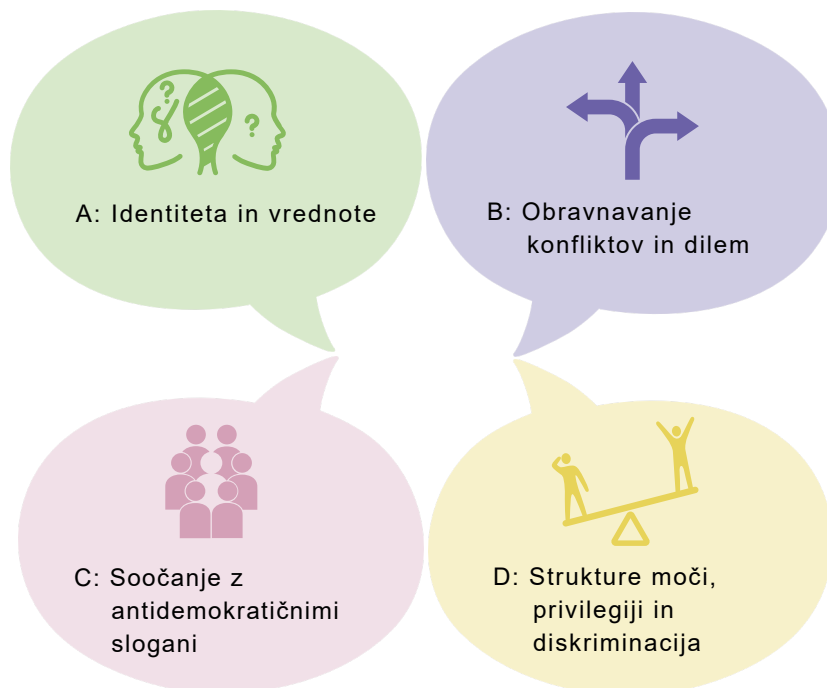 A: Identiteta in vrednote
B: Obravnavanje
konfliktov in dilem
C: Soočanje z
antidemokratičnimi
slogani
D: Strukture moči,
privilegiji in
diskriminacija